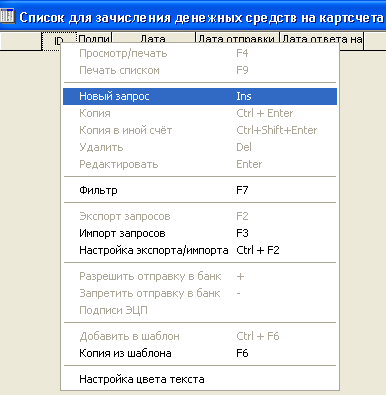 Список для зачисления денежных средств на картсчета
ID Подпи Дата Дата отправки Дата ответа на
Просмотр/печать F4
Печать списком F9
Новый запрос Ins
Копия Ctrl + Enter
Копия в иной счёт Ctrl+Shift+Enter
Удалить Del
Редактировать Enter
Фильтр F7
Экспорт запросов F2
Импорт запросов F3
Настройка экспорта/импорта Ctrl + F2
Разрешить отправку в банк +
Запретить отправку в банк -
Подписи ЭЦП
Добавить в шаблон Ctrl + F6
Копия из шаблона F6
Настройка цвета текста